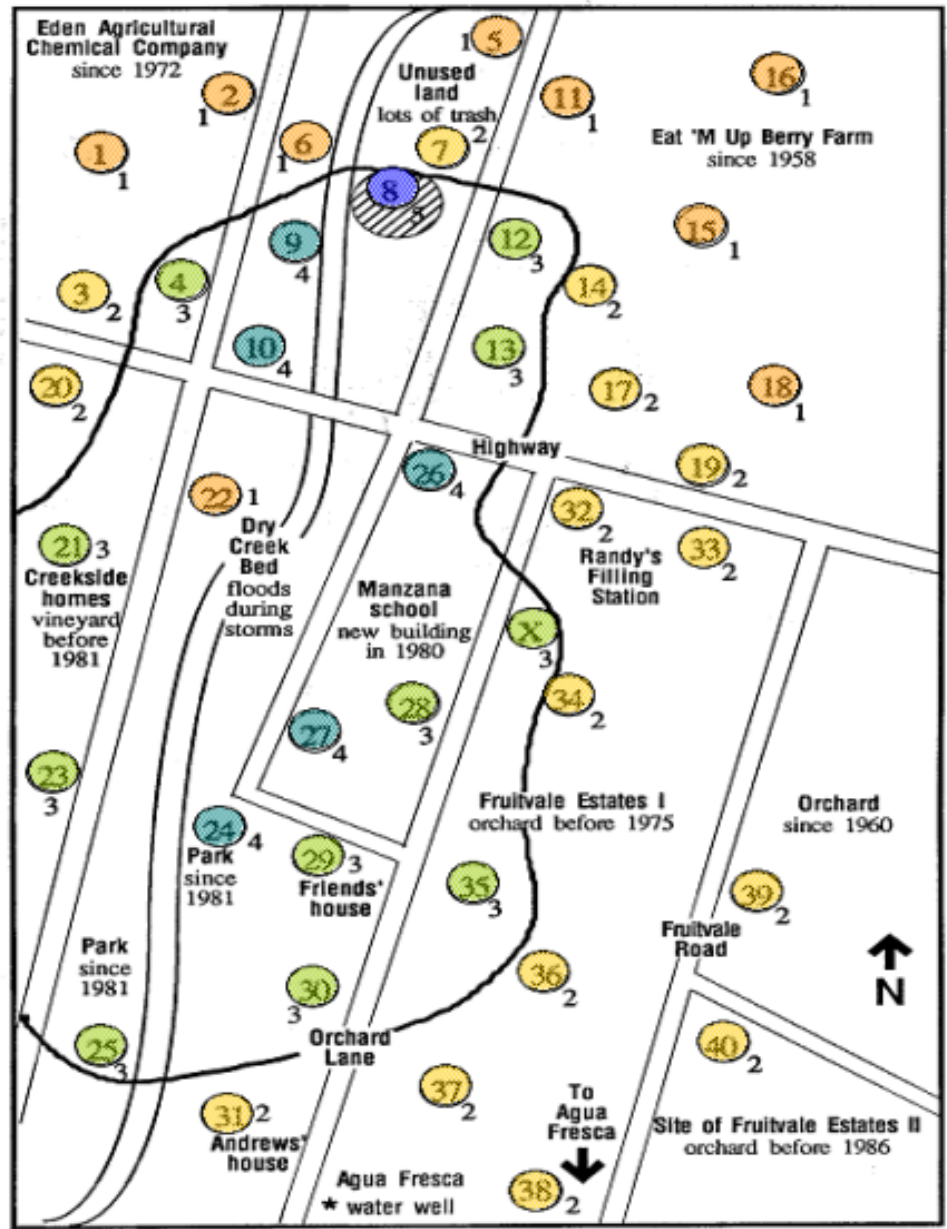 Eden Agricultural
Chemical Company
since 1972
5
1
Unused
land
lots of trash
2
1
16
1
11
1
1
1
6
1
7
2
Eat 'M Up Berry Farm
since 1958
8
5
9
4
12
3
15
1
3
2
4
3
14
2
10
4
13
3
20
2
17
2
18
1
Highway
26
4
19
2
22
1
32
2
33
2
Dry
Creek
Bed
floods
during
storms
21
3
Creekside
homes
vineyard
before
1981
Manzana
school
new building
in 1980
Randy's
Filling
Station
X
3
28
3
34
2
27
4
23
3
24
4
Park
since
1981
29
3
Friends'
house
Fruitvale Estates I
orchard before 1975
Orchard
since 1960
35
3
39
2
Fruitvale
Road
N
Park
since
1981
30
3
36
2
25
3
Orchard
Lane
40
2
31
2
Andrews'
house
37
2
To
Agua
Fresca
Site of Fruitvale Estates II
orchard before 1986
Agua Fresca
* water well
38
2